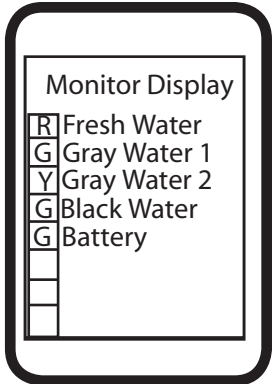 Monitor Display
R Fresh Water
G Gray Water 1
Y Gray Water 2
G Black Water
G Battery